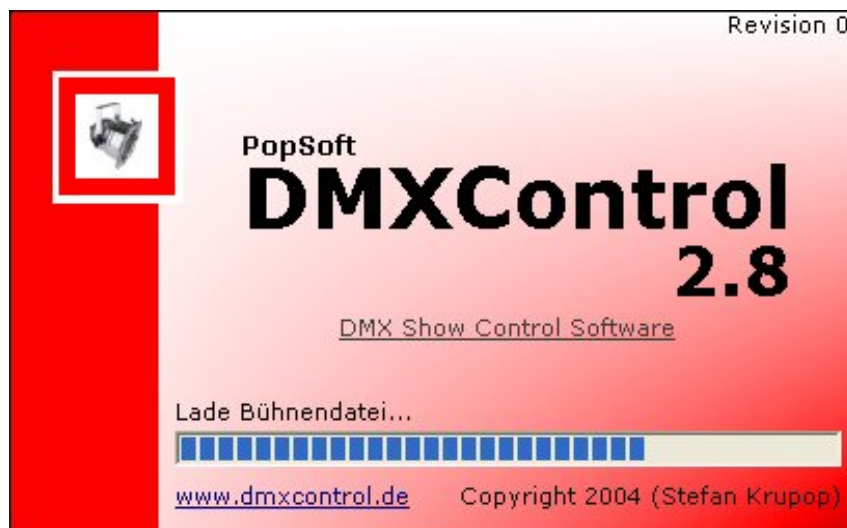 Revision 0
PopSoft
DMXControl
2.8
DMX Show Control Software
Lade Bühnendatei...
www.dmxcontrol.de
Copyright 2004 (Stefan Krupop)